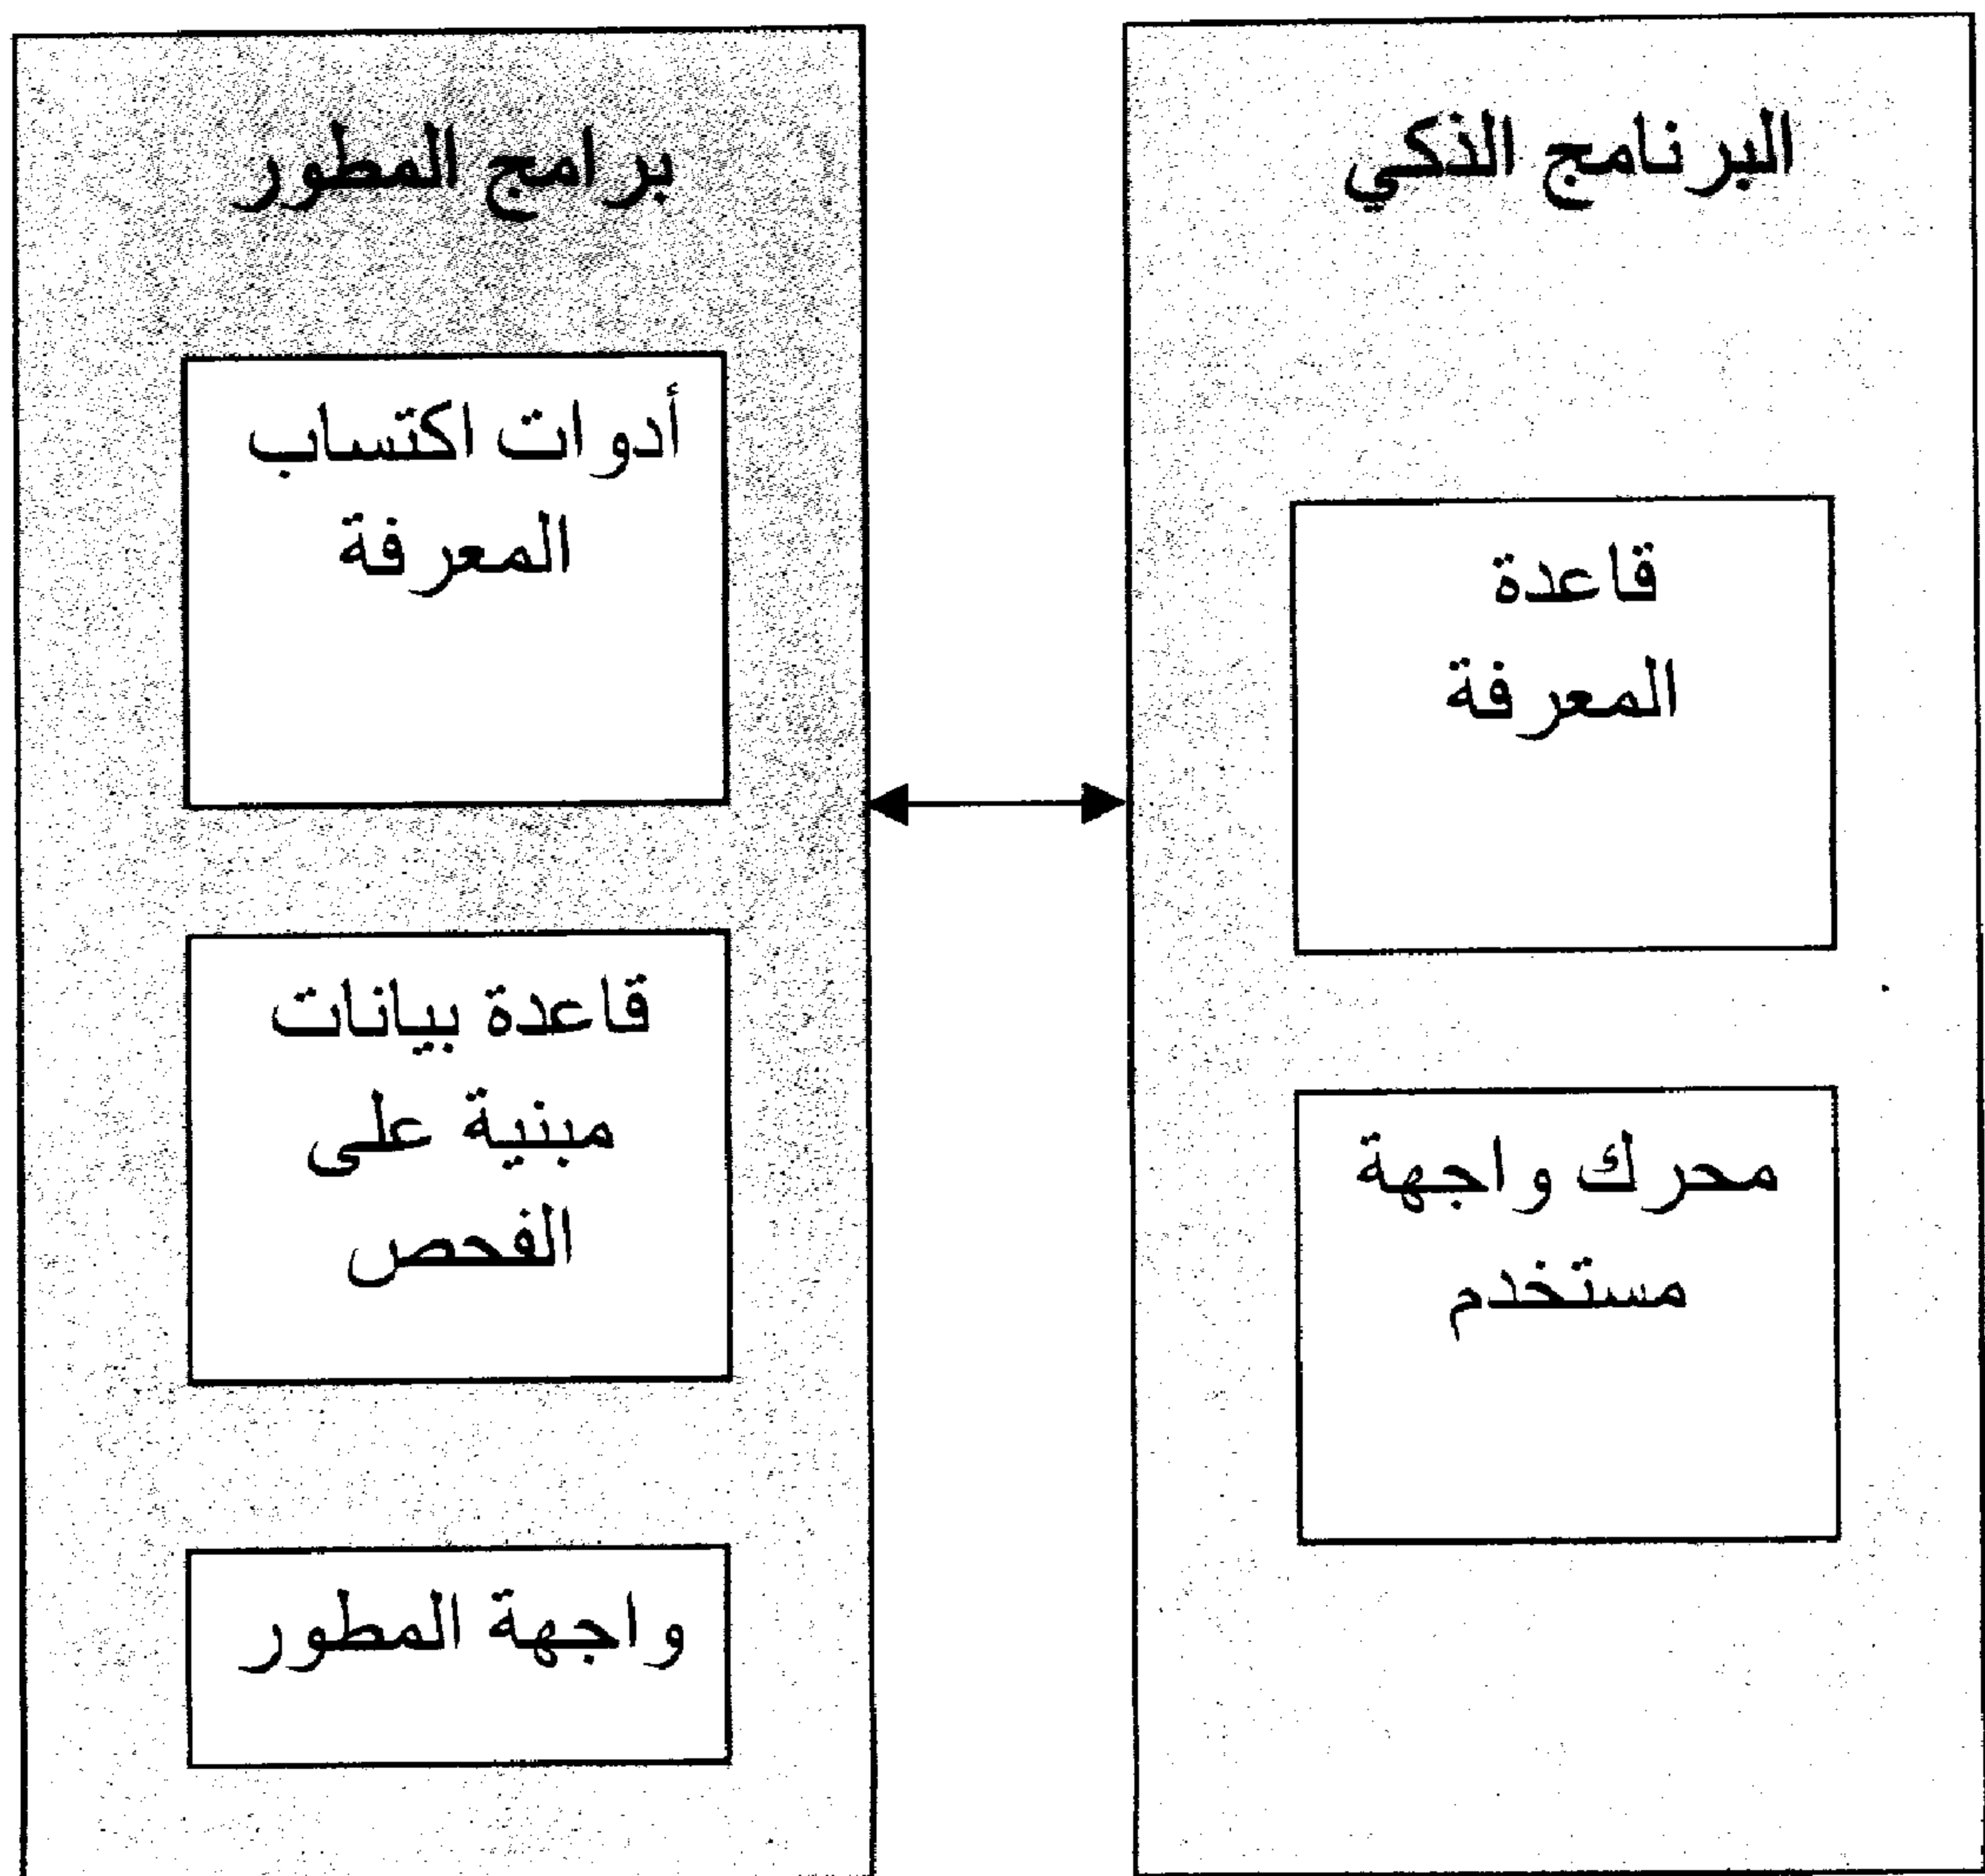 البرنامج الذكي
قاعدة
المعرفة
محرك واجهة
مستخدم
برامج المطور
أدوات اكتساب
المعرفة
قاعدة بيانات
مبنية على
الفحص
واجهة المطور